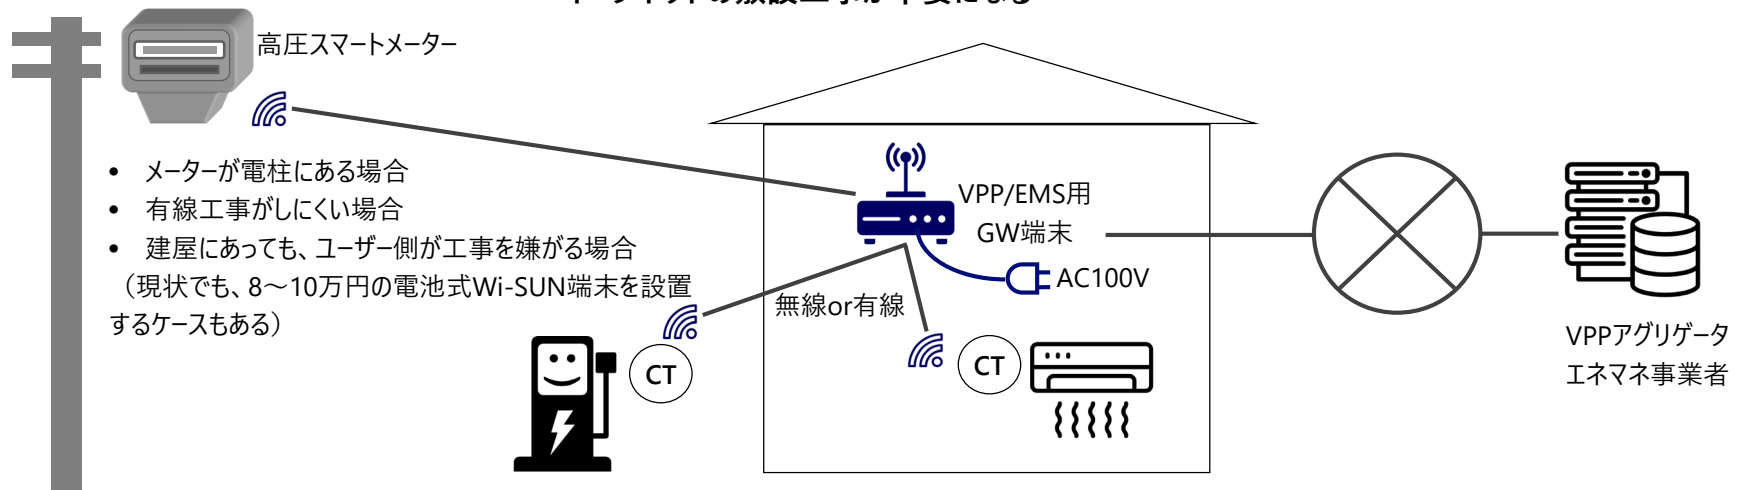 高圧スマートメーター
• メーターが電柱にある場合
• 有線工事がしにくい場合
• 建屋にあっても、ユーザー側が工事を嫌がる場合
（現状でも、8～10万円の電池式Wi-SUN端末を設置
するケースもある）
VPP/EMS用
GW端末
AC100V
無線or有線
CT
CT
VPPアグリゲータ
エネマネ事業者